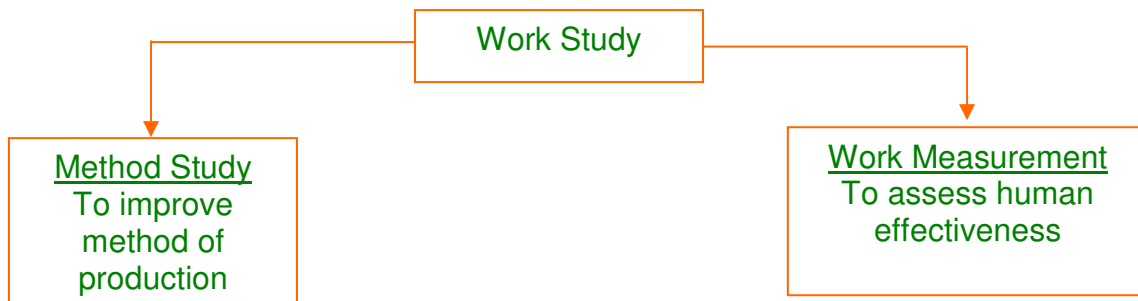 Work Study
Method Study
To improve
method of
production
Work Measurement
To assess human
effectiveness